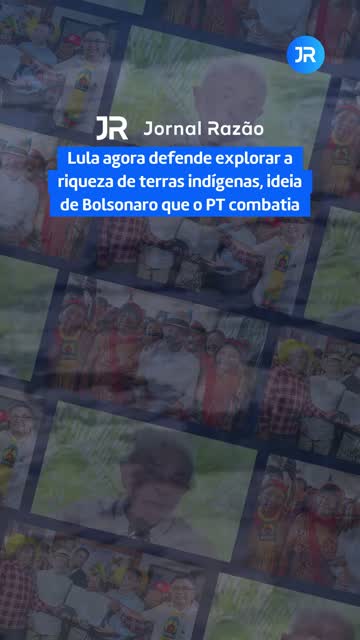 JR
JR Jornal Razão
Lula agora defende explorar a
riqueza de terras indígenas, ideia
de Bolsonaro que o PT combatia